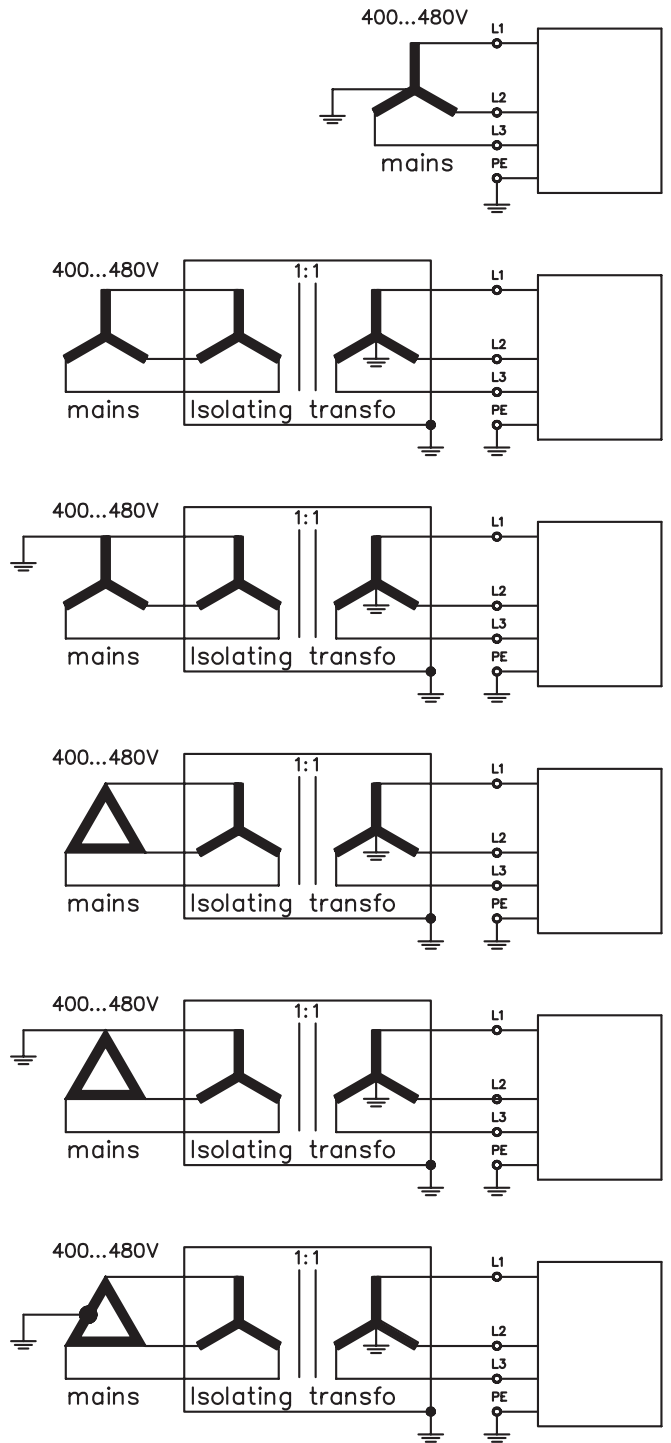 400...480V
L1
L2
L3
PE
mains
400...480V
1:1
L1
L2
L3
PE
mains
Isolating transfo
400...480V
1:1
L1
L2
L3
PE
mains
Isolating transfo
400...480V
1:1
L1
L2
L3
PE
mains
Isolating transfo
400...480V
1:1
L1
L2
L3
PE
mains
Isolating transfo
400...480V
1:1
L1
L2
L3
PE
mains
Isolating transfo